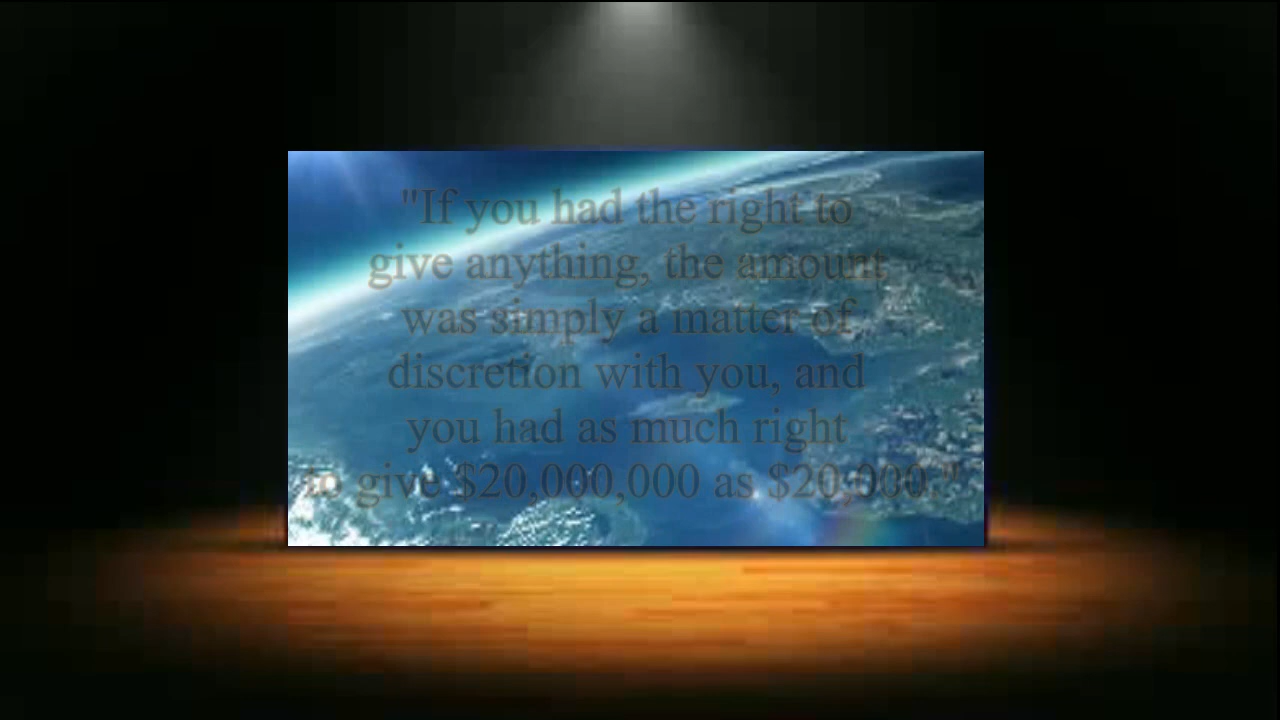 "If you had the right to
give anything, the amount
was simply a matter of
discretion with you, and
you had as much right
to give $20,000,000 as $20,000."